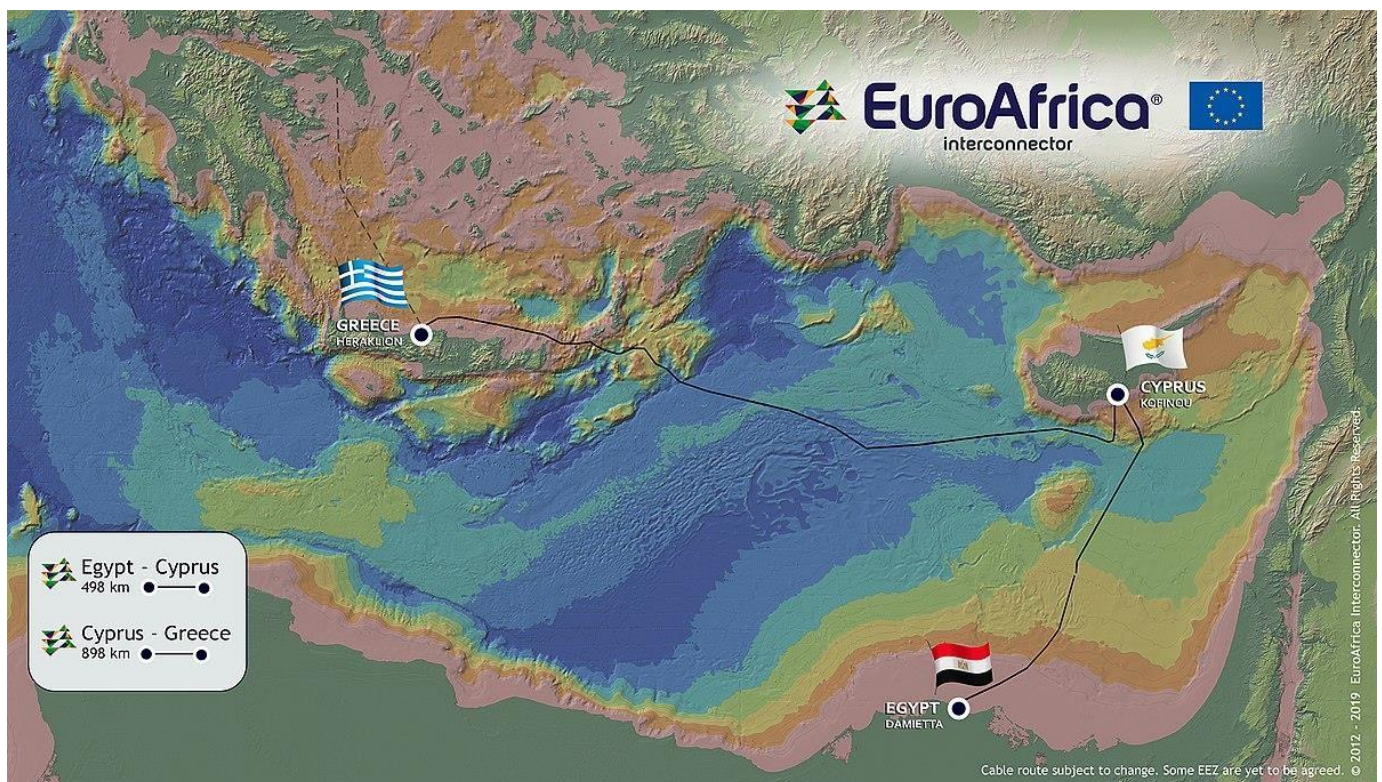 EuroAfrica®
interconnector
GREECE
HERAKLION
CYPRUS
KOFINOU
Egypt - Cyprus
498 km
Cyprus - Greece
898 km
EGYPT
DAMIETTA
Cable route subject to change. Some EEZ are yet to be agreed.
© 2012 - 2019 EuroAfrica Interconnector. All Rights Reserved.